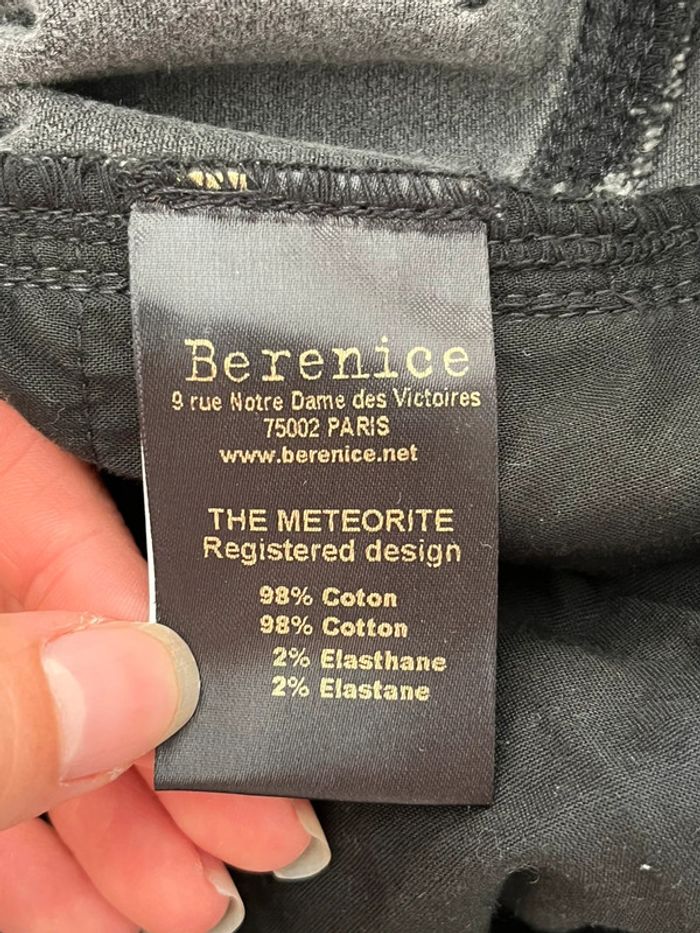 Berenice
9 rue Notre Dame des Victoires
75002 PARIS
www.berenice.net
THE METEORITE
Registered design
98% Coton
98% Cotton
2% Elasthane
2% Elastane